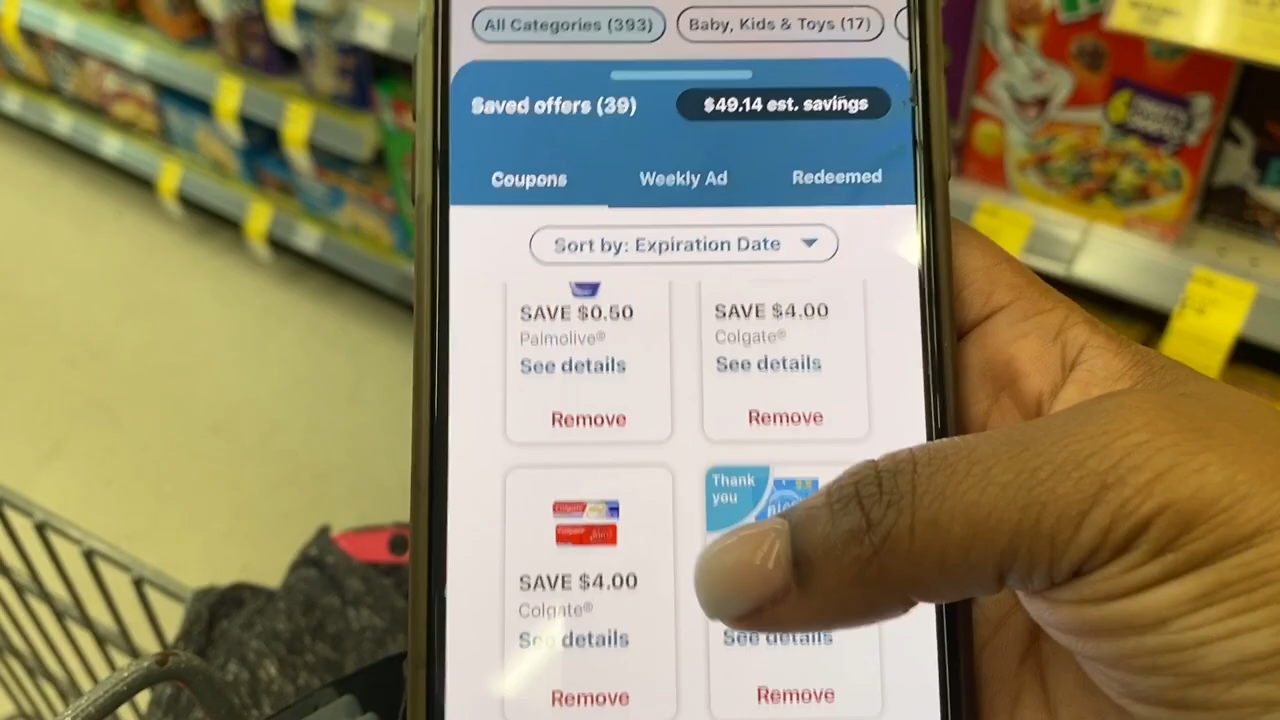 All Categories (393)
Baby, Kids & Toys (17)
Saved offers (39)
$49.14 est. savings
Coupons
Weekly Ad
Redeemed
Sort by: Expiration Date
SAVE $0.50
Palmolive®
See details
Remove
SAVE $4.00
Colgate®
See details
Remove
Colgate
Colgate
SAVE $4.00
Colgate®
See details
Remove
Thank
you
See details
Remove